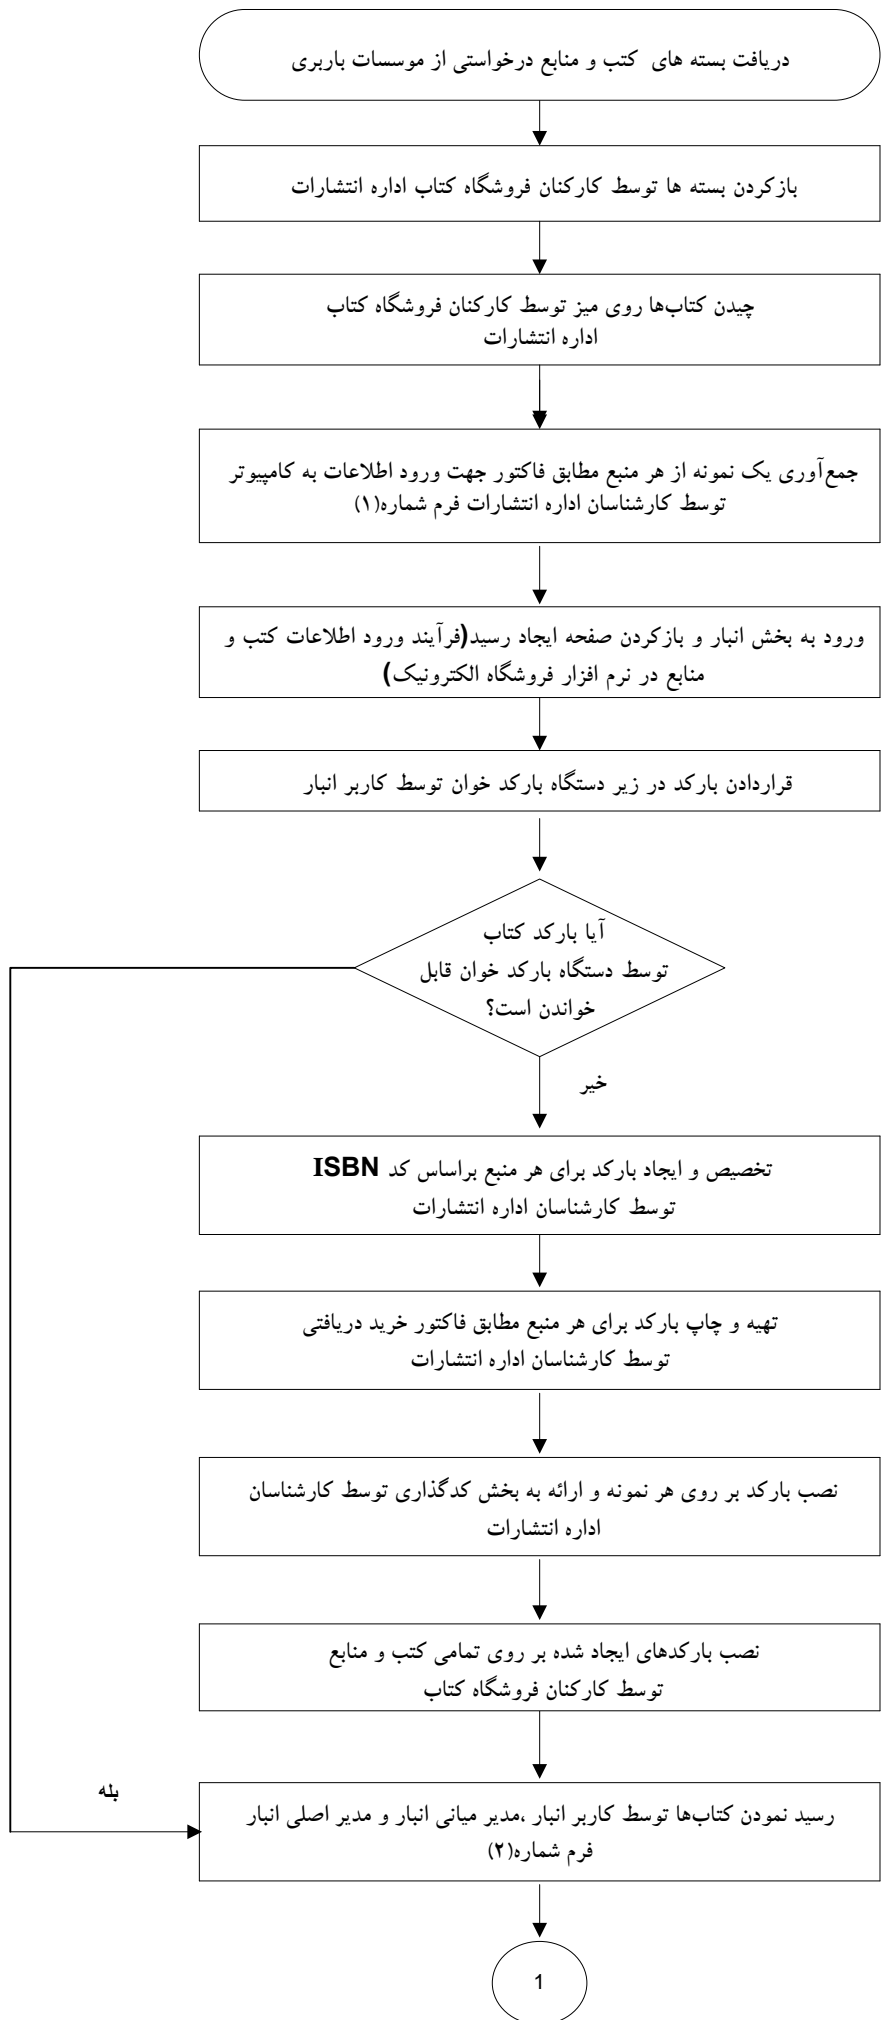 دریافت بسته های کتب و منابع درخواستی از موسسات باربری
بازکردن بسته ها توسط کارکنان فروشگاه کتاب اداره انتشارات
چیدن کتاب‌ها روی میز توسط کارکنان فروشگاه کتاب
اداره انتشارات
جمع‌آوری یک نمونه از هر منبع مطابق فاکتور جهت ورود اطلاعات به کامپیوتر
توسط کارشناسان اداره انتشارات فرم شماره(۱)
ورود به بخش انبار و بازکردن صفحه ایجاد رسید(فرآیند ورود اطلاعات کتب و
منابع در نرم افزار فروشگاه الکترونیک)
قراردادن بارکد در زیر دستگاه بارکد خوان توسط کاربر انبار
آیا بارکد کتاب
توسط دستگاه بارکد خوان قابل
خواندن است؟
خیر
تخصیص و ایجاد بارکد برای هر منبع براساس کد ISBN
توسط کارشناسان اداره انتشارات
تهیه و چاپ بارکد برای هر منبع مطابق فاکتور خرید دریافتی
توسط کارشناسان اداره انتشارات
نصب بارکد بر روی هر نمونه و ارائه به بخش کدگذاری توسط کارشناسان
اداره انتشارات
نصب بارکدهای ایجاد شده بر روی تمامی کتب و منابع
توسط کارکنان فروشگاه کتاب
بله
رسید نمودن کتاب‌ها توسط کاربر انبار ،مدیر میانی انبار و مدیر اصلی انبار
فرم شماره(۲)
1